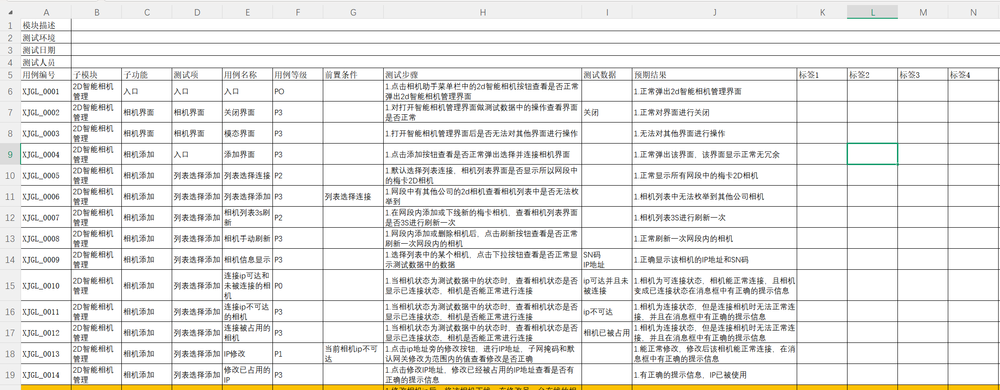 A B C D E F G H I J K L M N
1 模块描述
2 测试环境
3 测试日期
4 测试人员
5 用例编号 子模块 子功能 测试项 用例名称 用例等级 前置条件 测试步骤 测试数据 预期结果 标签1 标签2 标签3 标签4
6 XJGL_0001 2D智能相机管理 入口 入口 入口 PO 1.点击相机助手菜单栏中的2d智能相机按钮查看是否正常弹出2d智能相机管理界面 1.正常弹出2d智能相机管理界面
7 XJGL_0002 2D智能相机管理 相机界面 相机界面 关闭界面 P3 1.对打开智能相机管理界面做测试数据中的操作查看界面是否正常 关闭 1.正常对界面进行关闭
8 XJGL_0003 2D智能相机管理 相机界面 相机界面 模态界面 P3 1.打开智能相机管理界面后是否无法对其他界面进行操作 1.无法对其他界面进行操作
9 XJGL_0004 2D智能相机管理 相机添加 入口 添加界面 P3 1.点击添加按钮查看是否正常弹出选择并连接相机界面 1.正常弹出该界面，该界面显示正常无冗余
10 XJGL_0005 2D智能相机管理 相机添加 列表选择添加 列表选择连接 P2 1.默认选择列表连接，相机列表界面是否显示所以网段中的梅卡2D相机 1.正常显示所有网段中的梅卡2D相机
11 XJGL_0006 2D智能相机管理 相机添加 列表选择添加 列表选择添加 P3 列表选择连接 1.网段中有其他公司的2d相机查看相机列表中是否无法枚举到 1.相机列表中无法枚举到其他公司相机
12 XJGL_0007 2D智能相机管理 相机添加 列表选择添加 相机列表3s刷新 P2 1.在网段内添加或下线新的梅卡相机，查看相机列表界面是否3S进行刷新一次 1.相机列表3S进行刷新一次
13 XJGL_0008 2D智能相机管理 相机添加 列表选择添加 相机手动刷新 P3 1.网段内添加或删除相机后，点击刷新按钮查看是否正常刷新一次网段内的相机 1.正常刷新一次网段内的相机
14 XJGL_0009 2D智能相机管理 相机添加 列表选择添加 相机信息显示 P3 1.选择列表中的某个相机，点击下拉按钮查看是否正常显示测试数据中的数据 SN码 IP地址 1.正确显示该相机的IP地址和SN码
15 XJGL_0010 2D智能相机管理 相机添加 列表选择添加 连接ip可达和未被连接的相机 P0 1.当相机状态为测试数据中的状态时，查看相机状态是否显示已连接状态，相机是否能正常进行连接 ip可达并且未被连接 1.相机为可连接状态，相机能正常连接，且相机变成已连接状态在消息框中有正确的提示信息
16 XJGL_0011 2D智能相机管理 相机添加 列表选择添加 连接ip不可达的相机 P3 1.当相机状态为测试数据中的状态时，查看相机状态是否显示已连接状态，相机是否能正常进行连接 ip不可达 1.相机为连接状态，但是连接相机时无法正常连接，并且在消息框中有正确的提示信息
17 XJGL_0012 2D智能相机管理 相机添加 列表选择添加 连接被占用的相机 P3 1.当相机状态为测试数据中的状态时，查看相机状态是否显示已连接状态，相机是否能正常进行连接 相机已被占用 1.相机为连接状态，但是连接相机时无法正常连接，并且在消息框中有正确的提示信息
18 XJGL_0013 2D智能相机管理 相机添加 列表选择添加 IP修改 P1 当前相机ip不可达 1.点击ip地址旁的修改按钮，进行IP地址，子网掩码和默认网关修改为范围内的值查看修改是否正确 1.能正常修改，修改后该相机能正常连接，在消息框中有正确的提示信息
19 XJGL_0014 2D智能相机管理 相机添加 列表选择添加 修改已占用的IP P3 1.点击修改IP地址，修改已经被占用的IP地址查看是否有正确的提示信息 1.有正确的提示信息，IP已被使用